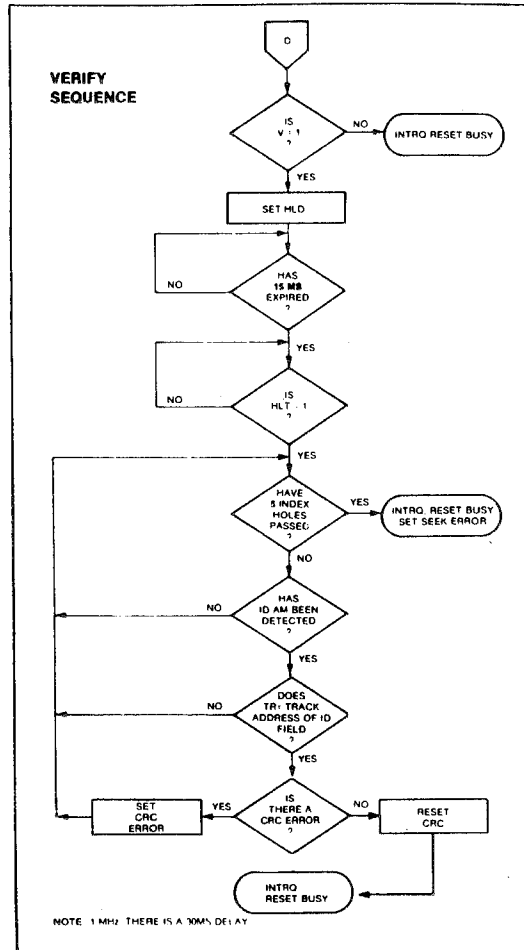 D
VERIFY
SEQUENCE
IS
V = 1
?
NO
INTRQ RESET BUSY
YES
SET HLD
HAS
15 MS
EXPIRED
?
NO
YES
IS
HLT = 1
?
NO
YES
HAVE
5 INDEX
HOLES
PASSED
?
YES
INTRQ, RESET BUSY
SET SEEK ERROR
NO
HAS
ID AM BEEN
DETECTED
?
NO
YES
DOES
TR = TRACK
ADDRESS OF ID
FIELD
?
NO
YES
IS
THERE A
CRC ERROR
?
YES
SET
CRC
ERROR
NO
RESET
CRC
INTRQ
RESET BUSY
NOTE 1 MHz THERE IS A 30MS DELAY